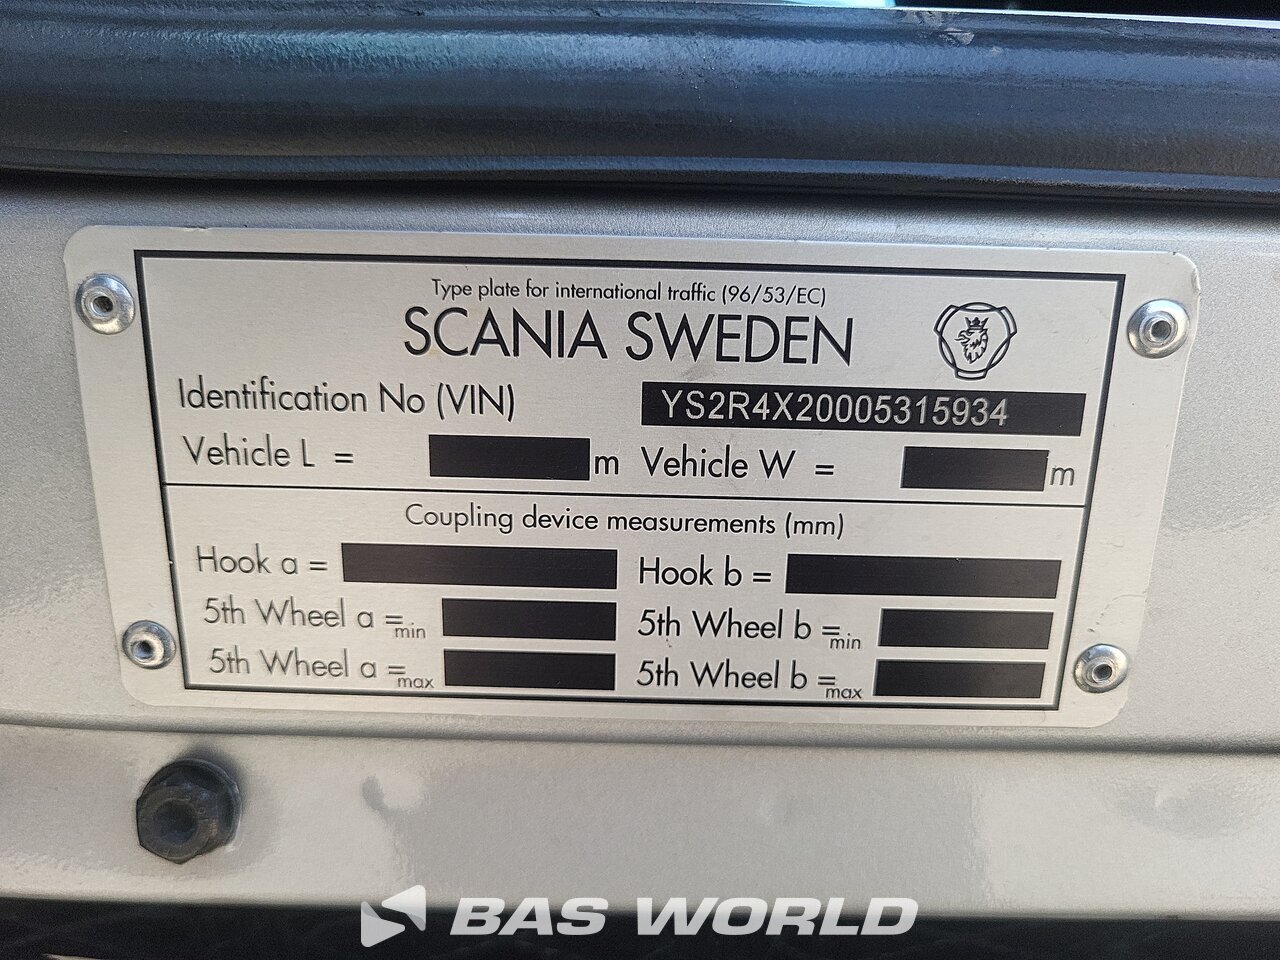 Type plate for international traffic (96/53/EC)
SCANIA SWEDEN
Identification No (VIN) YS2R4X20005315934
Vehicle L = m Vehicle W = m
Coupling device measurements (mm)
Hook a = Hook b =
5th Wheel a =min 5th Wheel b =min
5th Wheel a =max 5th Wheel b =max
BAS WORLD